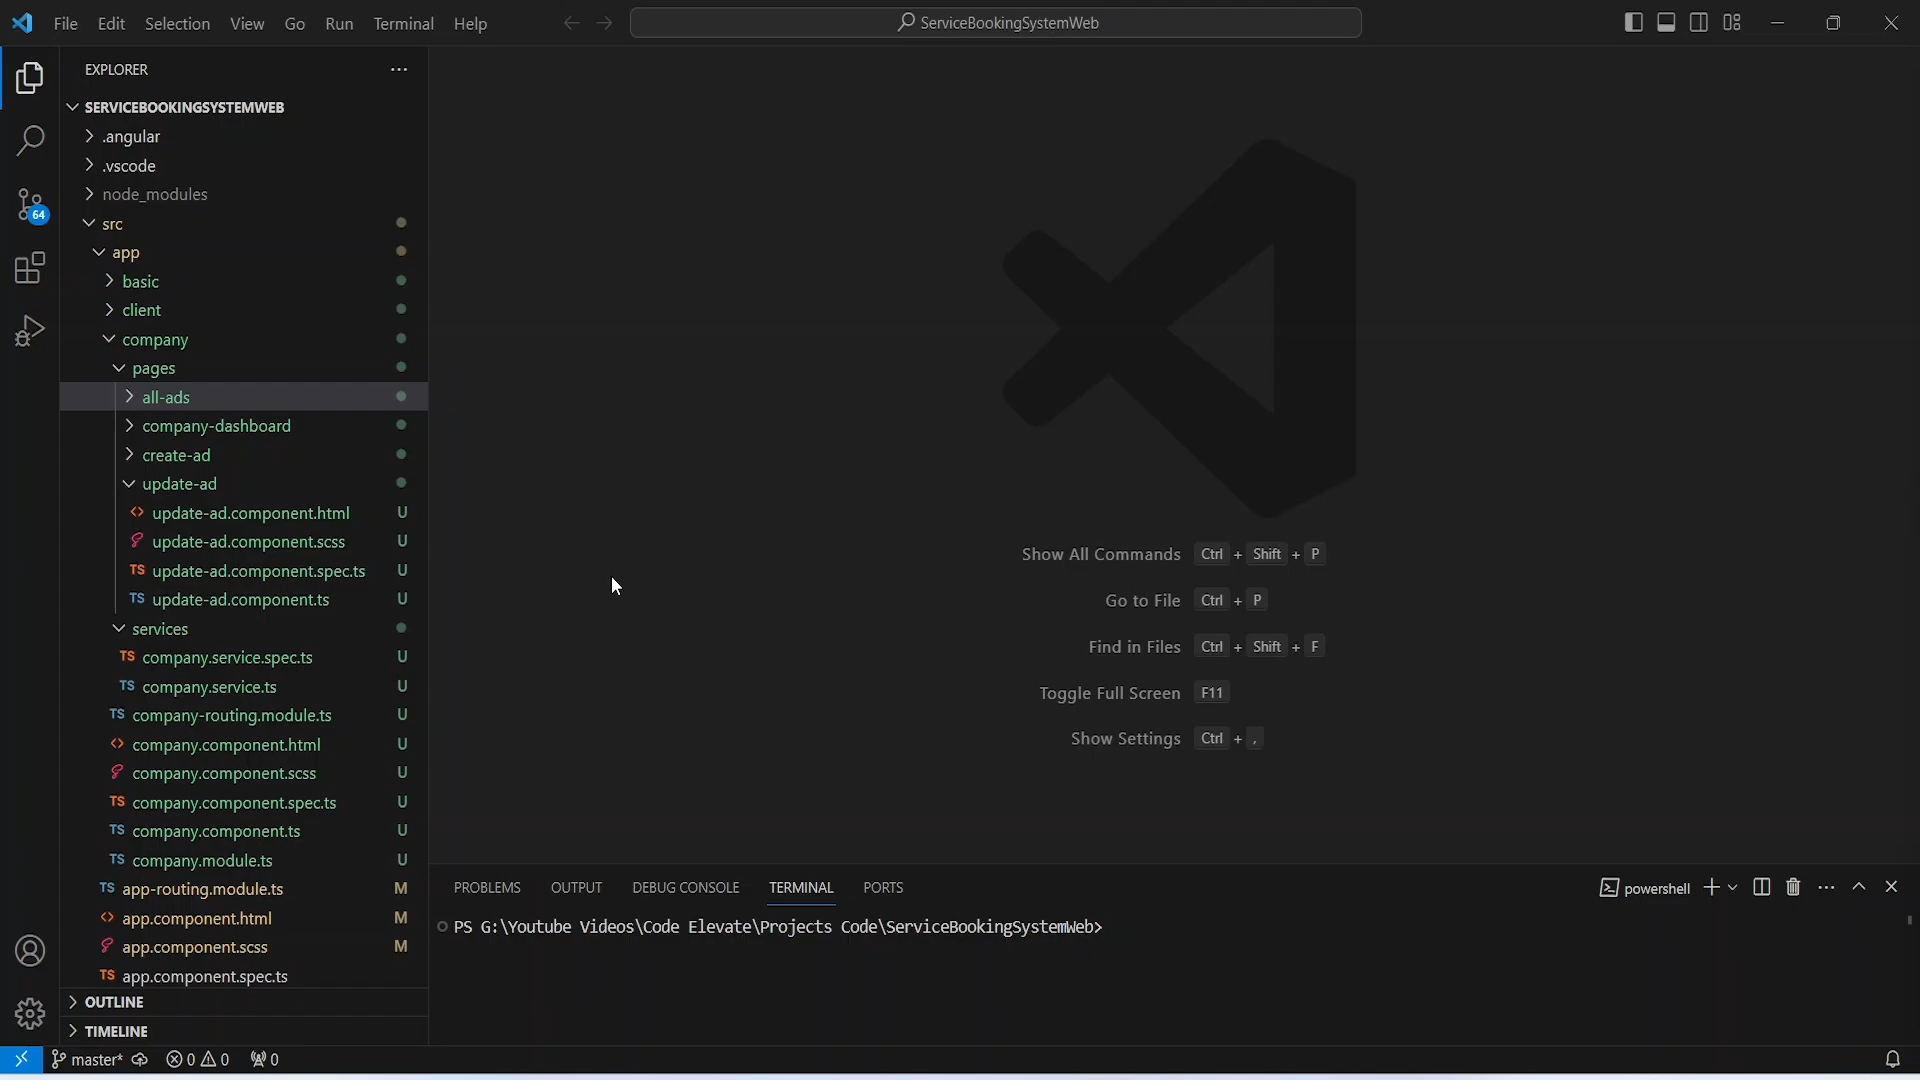 File Edit Selection View Go Run Terminal Help
ServiceBookingSystemWeb
EXPLORER
SERVICEBOOKINGSYSTEMWEB
.angular
.vscode
node_modules
64
src
app
basic
client
company
pages
all-ads
company-dashboard
create-ad
update-ad
update-ad.component.html U
update-ad.component.scss U
TS update-ad.component.spec.ts U
TS update-ad.component.ts U
services
TS company.service.spec.ts U
TS company.service.ts U
TS company-routing.module.ts U
company.component.html U
company.component.scss U
TS company.component.spec.ts U
TS company.component.ts U
TS company.module.ts U
TS app-routing.module.ts M
app.component.html M
app.component.scss M
TS app.component.spec.ts
OUTLINE
TIMELINE
Show All Commands Ctrl + Shift + P
Go to File Ctrl + P
Find in Files Ctrl + Shift + F
Toggle Full Screen F11
Show Settings Ctrl + ,
PROBLEMS OUTPUT DEBUG CONSOLE TERMINAL PORTS
powershell
PS G:\Youtube Videos\Code Elevate\Projects Code\ServiceBookingSystemWeb>
master* 0 0 0